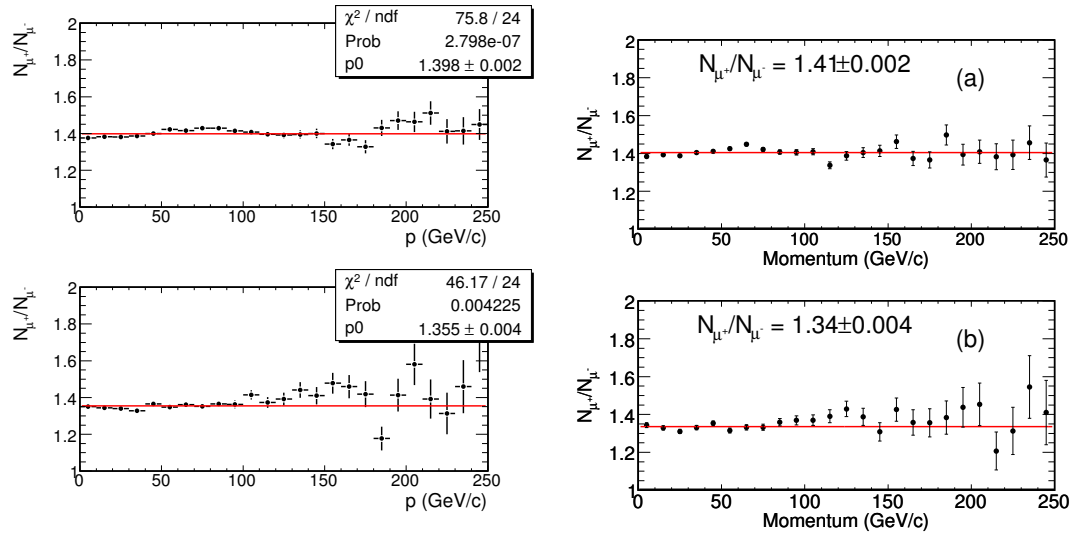 χ² / ndf 75.8 / 24
Prob 2.798e-07
p0 1.398 ± 0.002
N_μ+/N_μ-
2
1.8
1.6
1.4
1.2
1
0 50 100 150 200 250
p (GeV/c)
χ² / ndf 46.17 / 24
Prob 0.004225
p0 1.355 ± 0.004
N_μ+/N_μ-
2
1.8
1.6
1.4
1.2
1
0 50 100 150 200 250
p (GeV/c)
N_μ+/N_μ- = 1.41±0.002
(a)
N_μ+/N_μ-
2
1.8
1.6
1.4
1.2
1
0 50 100 150 200 250
Momentum (GeV/c)
N_μ+/N_μ- = 1.34±0.004
(b)
N_μ+/N_μ-
2
1.8
1.6
1.4
1.2
1
0 50 100 150 200 250
Momentum (GeV/c)